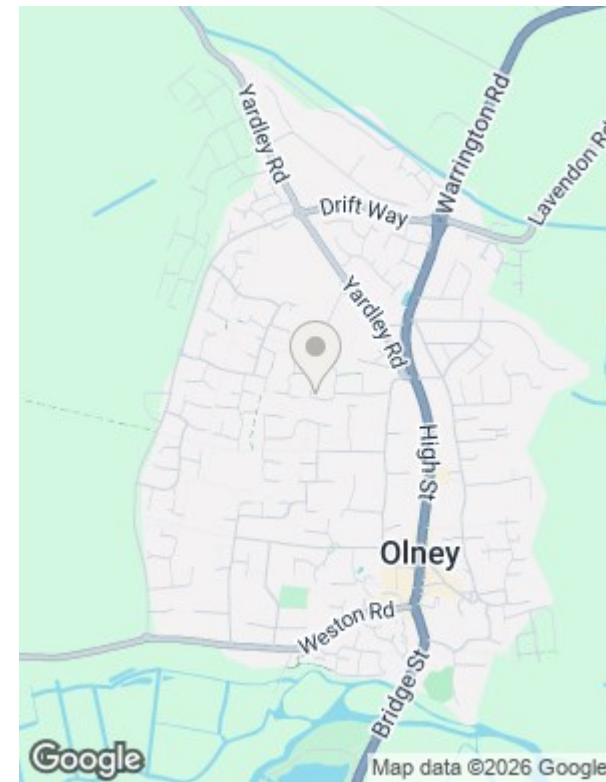 Warrington Rd
Yardley Rd
Lavendon Rd
Drift Way
Yardley Rd
High St
Olney
Weston Rd
Bridge St
Google
Map data ©2026 Google